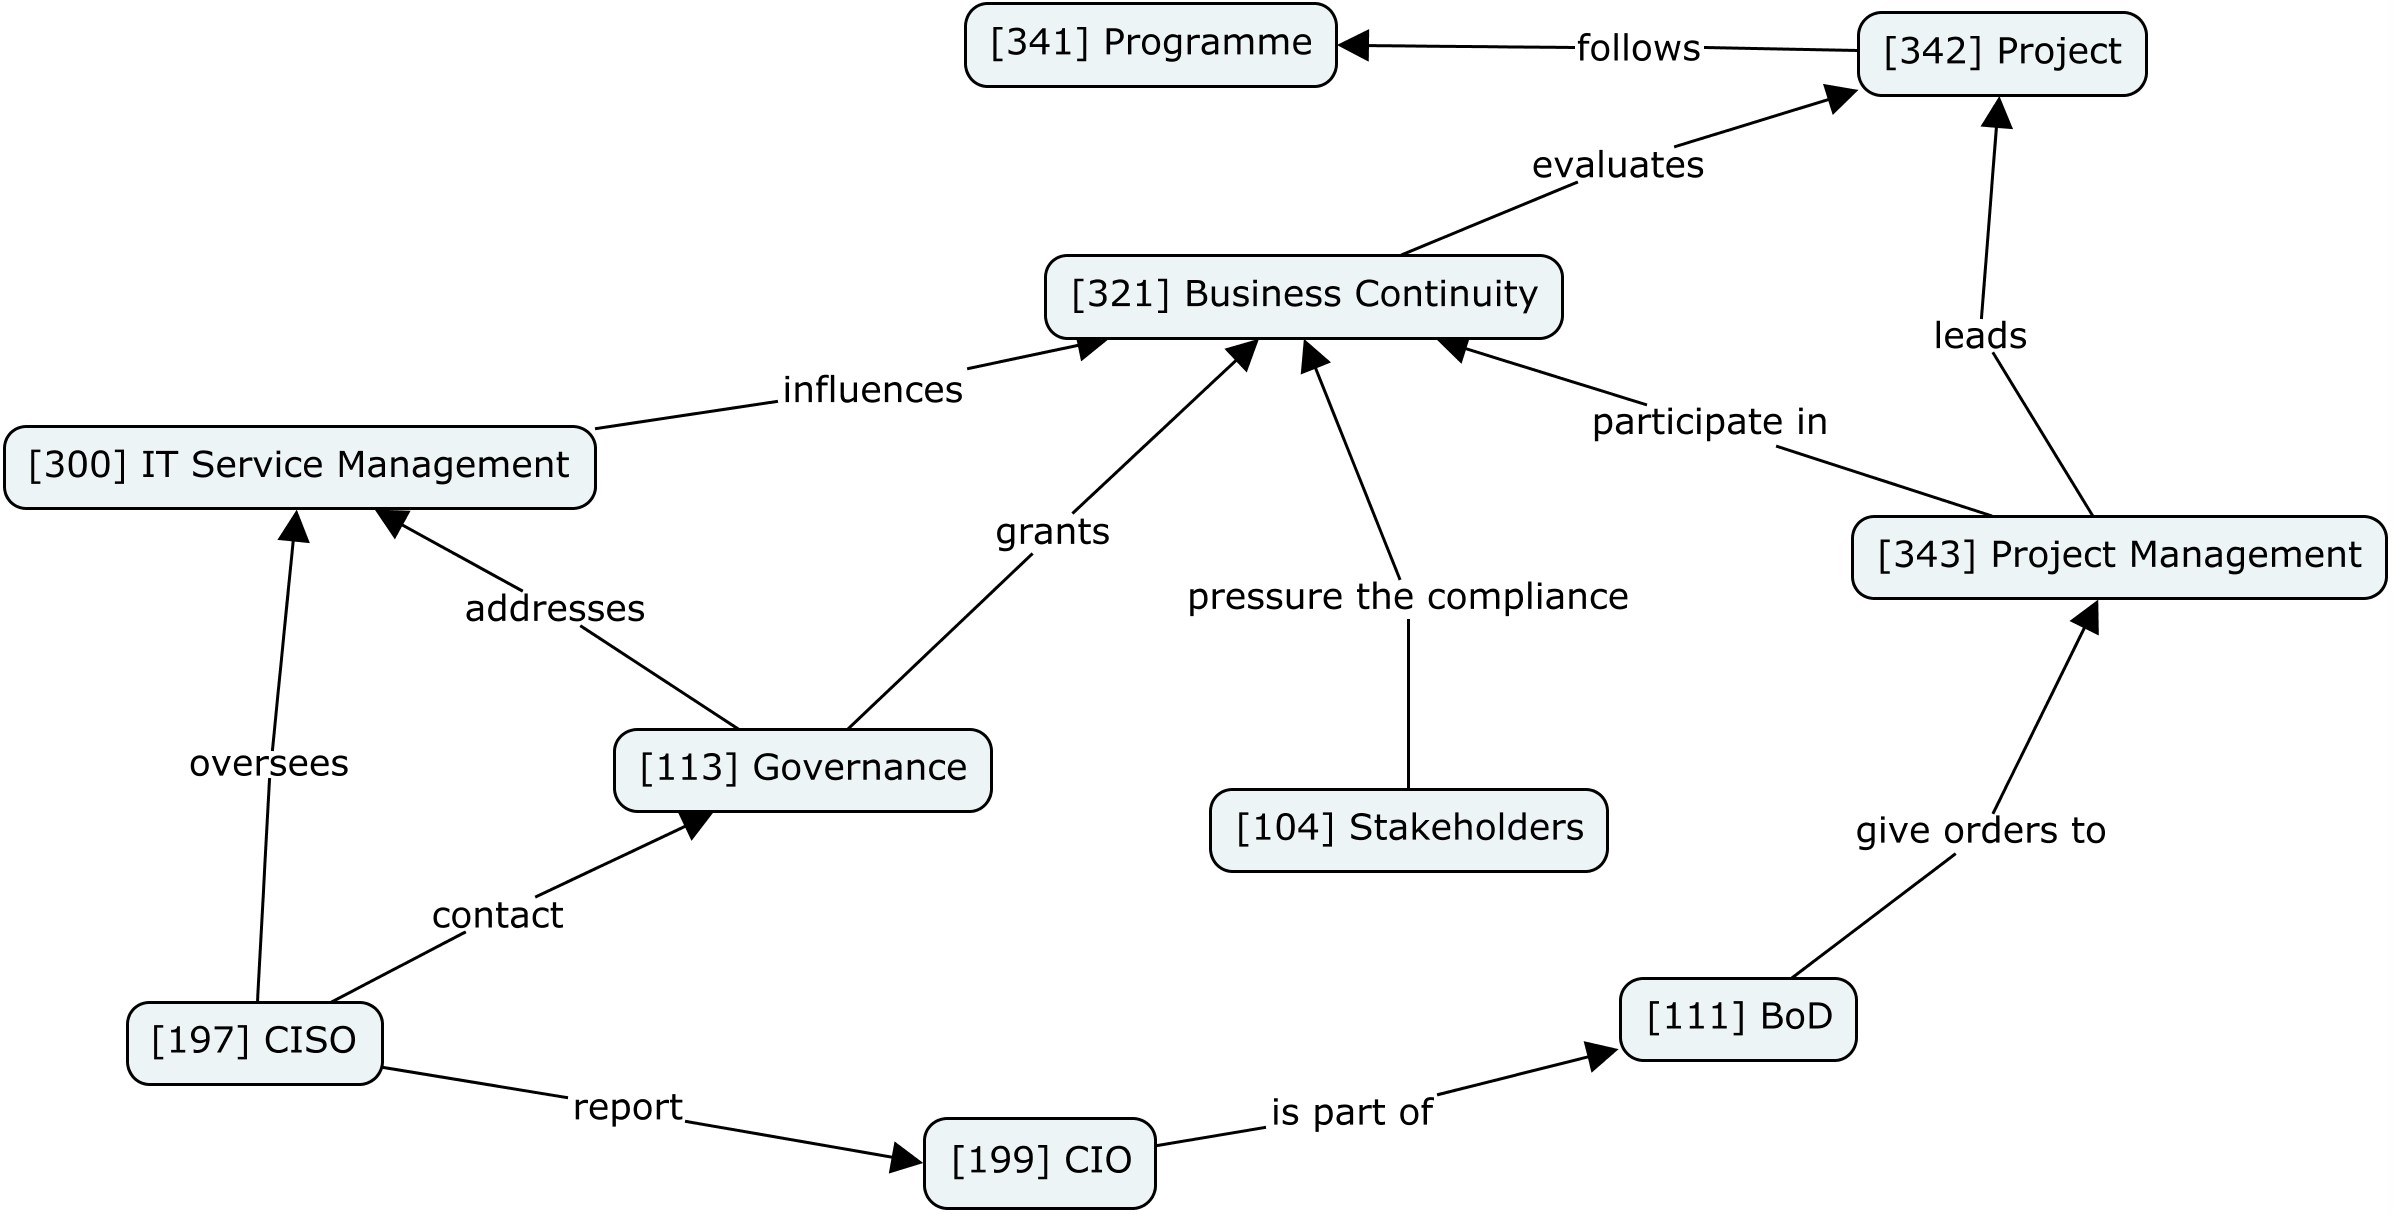 [341] Programme
follows
[342] Project
evaluates
[321] Business Continuity
leads
influences
participate in
[300] IT Service Management
grants
[343] Project Management
addresses
pressure the compliance
oversees
[113] Governance
[104] Stakeholders
give orders to
contact
[111] BoD
[197] CISO
report
is part of
[199] CIO